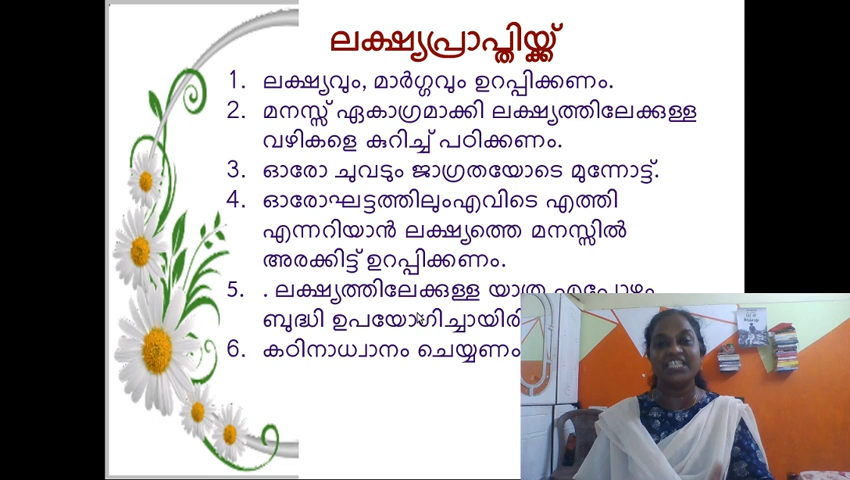 ലക്ഷ്യപ്രാപ്തിയ്ക്ക്
1. ലക്ഷ്യവും, മാർഗ്ഗവും ഉറപ്പിക്കണം.
2. മനസ്സ് ഏകാഗ്രമാക്കി ലക്ഷ്യത്തിലേക്കുള്ള
വഴികളെ കുറിച്ച് പഠിക്കണം.
3. ഓരോ ചുവടും ജാഗ്രതയോടെ മുന്നോട്ട്.
4. ഓരോഘട്ടത്തിലുംഎവിടെ എത്തി
എന്നറിയാൻ ലക്ഷ്യത്തെ മനസ്സിൽ
അരക്കിട്ട് ഉറപ്പിക്കണം.
5. . ലക്ഷ്യത്തിലേക്കുള്ള യാത്ര എപ്പോഴും
ബുദ്ധി ഉപയോഗിച്ചായിരി
6. കഠിനാധ്വാനം ചെയ്യണം